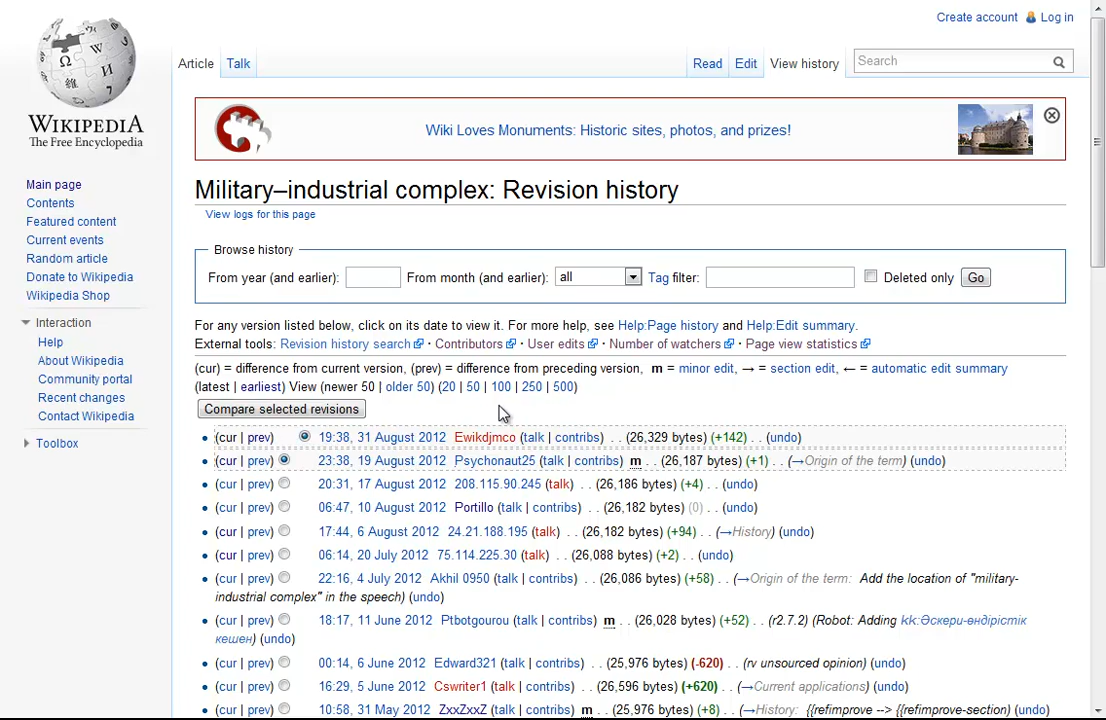 Create account Log in
Article Talk Read Edit View history Search
WIKIPEDIA
The Free Encyclopedia
Wiki Loves Monuments: Historic sites, photos, and prizes!
Main page
Contents
Featured content
Current events
Random article
Donate to Wikipedia
Wikipedia Shop
Interaction
Help
About Wikipedia
Community portal
Recent changes
Contact Wikipedia
Toolbox
Military–industrial complex: Revision history
View logs for this page
Browse history
From year (and earlier): From month (and earlier): all Tag filter: Deleted only Go
For any version listed below, click on its date to view it. For more help, see Help:Page history and Help:Edit summary.
External tools: Revision history search · Contributors · User edits · Number of watchers · Page view statistics
(cur) = difference from current version, (prev) = difference from preceding version, m = minor edit, → = section edit, ← = automatic edit summary
(latest | earliest) View (newer 50 | older 50) (20 | 50 | 100 | 250 | 500)
Compare selected revisions
• (cur | prev) 19:38, 31 August 2012 Ewikdjmco (talk | contribs) . . (26,329 bytes) (+142) . . (undo)
• (cur | prev) 23:38, 19 August 2012 Psychonaut25 (talk | contribs) m . . (26,187 bytes) (+1) . . (→Origin of the term) (undo)
• (cur | prev) 20:31, 17 August 2012 208.115.90.245 (talk) . . (26,186 bytes) (+4) . . (undo)
• (cur | prev) 06:47, 10 August 2012 Portillo (talk | contribs) . . (26,182 bytes) (0) . . (undo)
• (cur | prev) 17:44, 6 August 2012 24.21.188.195 (talk) . . (26,182 bytes) (+94) . . (→History) (undo)
• (cur | prev) 06:14, 20 July 2012 75.114.225.30 (talk) . . (26,088 bytes) (+2) . . (undo)
• (cur | prev) 22:16, 4 July 2012 Akhil 0950 (talk | contribs) . . (26,086 bytes) (+58) . . (→Origin of the term: Add the location of "military-
industrial complex" in the speech) (undo)
• (cur | prev) 18:17, 11 June 2012 Ptbotgourou (talk | contribs) m . . (26,028 bytes) (+52) . . (r2.7.2) (Robot: Adding kk:Әскери-өндірістік
кешен) (undo)
• (cur | prev) 00:14, 6 June 2012 Edward321 (talk | contribs) . . (25,976 bytes) (-620) . . (rv unsourced opinion) (undo)
• (cur | prev) 16:29, 5 June 2012 Cswriter1 (talk | contribs) . . (26,596 bytes) (+620) . . (→Current applications) (undo)
• (cur | prev) 10:58, 31 May 2012 ZxxZxxZ (talk | contribs) m . . (25,976 bytes) (+8) . . (→History: {{refimprove --> {{refimprove-section) (undo)